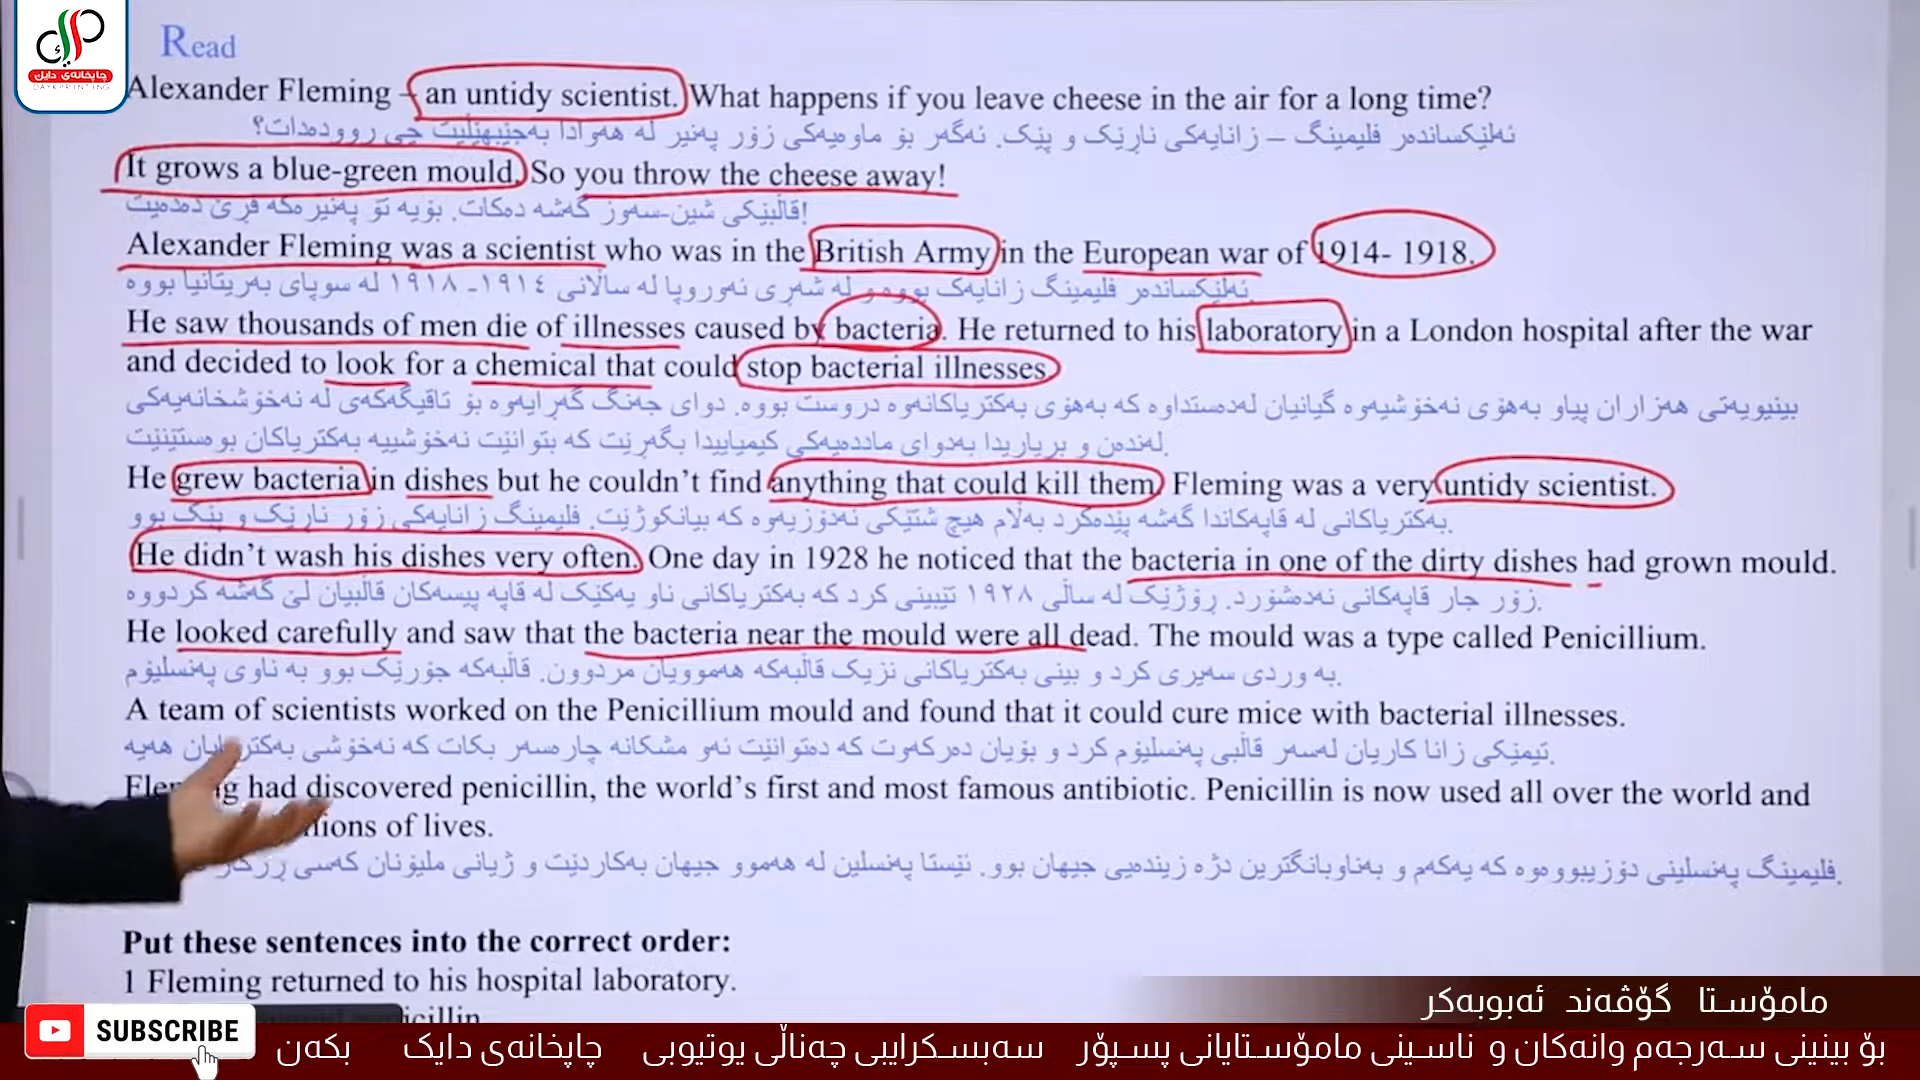 چاپخانەی دایک
DAYK PRINTING
Read
Alexander Fleming – an untidy scientist. What happens if you leave cheese in the air for a long time?
ئەلێکساندەر فلیمینگ – زانایەکی ناڕێک و پێک. ئەگەر بۆ ماوەیەکی زۆر پەنیر لە هەوادا بەجێبهێڵیت چی روودەدات؟
It grows a blue-green mould. So you throw the cheese away!
قاڵبێکی شین-سەوز گەشە دەکات. بۆیە تۆ پەنیرەکە فڕێ دەدەیت!
Alexander Fleming was a scientist who was in the British Army in the European war of 1914- 1918.
ئەلێکساندەر فلیمینگ زانایەک بووە و لە شەڕی ئەوروپا لە ساڵانی ١٩١٤- ١٩١٨ لە سوپای بەریتانیا بووە
He saw thousands of men die of illnesses caused by bacteria. He returned to his laboratory in a London hospital after the war
and decided to look for a chemical that could stop bacterial illnesses
بینیویەتی هەزاران پیاو بەهۆی نەخۆشیەوە گیانیان لەدەستداوە کە بەهۆی بەکتریاکانەوە دروست بووە. دوای جەنگ گەڕایەوە بۆ تاقیگەکەی لە نەخۆشخانەیەکی
لەندەن و بریاریدا بەدوای ماددەیەکی کیمیاییدا بگەڕێت کە بتوانێت نەخۆشییە بەکتریاکان بوەستێنێت.
He grew bacteria in dishes but he couldn't find anything that could kill them. Fleming was a very untidy scientist.
بەکتریاکانی لە قاپەکاندا گەشە پێدەکرد بەڵام هیچ شتێکی نەدۆزیەوە کە بیانکوژێت. فلیمینگ زانایەکی زۆر ناڕێک و پێک بوو.
He didn't wash his dishes very often. One day in 1928 he noticed that the bacteria in one of the dirty dishes had grown mould.
زۆر جار قاپەکانی نەدەشۆرد. ڕۆژێک لە ساڵی ١٩٢٨ تێبینی کرد کە بەکتریاکانی ناو یەکێک لە قاپە پیسەکان قاڵبیان لێ گەشە کردووە.
He looked carefully and saw that the bacteria near the mould were all dead. The mould was a type called Penicillium.
بە وردی سەیری کرد و بینی بەکتریاکانی نزیک قاڵبەکە هەموویان مردوون. قاڵبەکە جۆرێک بوو بە ناوی پەنسلیۆم.
A team of scientists worked on the Penicillium mould and found that it could cure mice with bacterial illnesses.
تیمێکی زانا کاریان لەسەر قاڵبی پەنسلیۆم کرد و بۆیان دەرکەوت کە دەتوانێت ئەو مشکانە چارەسەر بکات کە نەخۆشی هەیە.
had discovered penicillin, the world's first and most famous antibiotic. Penicillin is now used all over the world and
of lives.
فلیمینگ پەنسلینی دۆزیبووەوە کە یەکەم و بەناوبانگترین دژە زیندەیی جیهان بوو. ئێستا پەنسلین لە هەموو جیهان بەکاردێت و ژیانی ملیۆنان کەسی
Put these sentences into the correct order:
1 Fleming returned to his hospital laboratory.
مامۆستا گۆڤەند ئەبوبەکر
SUBSCRIBE
بۆ بینینی سەرجەم وانەکان و ناسینی مامۆستایانی پسپۆر سەبسکرایبی چەناڵی یوتیوبی چاپخانەی دایک بکەن